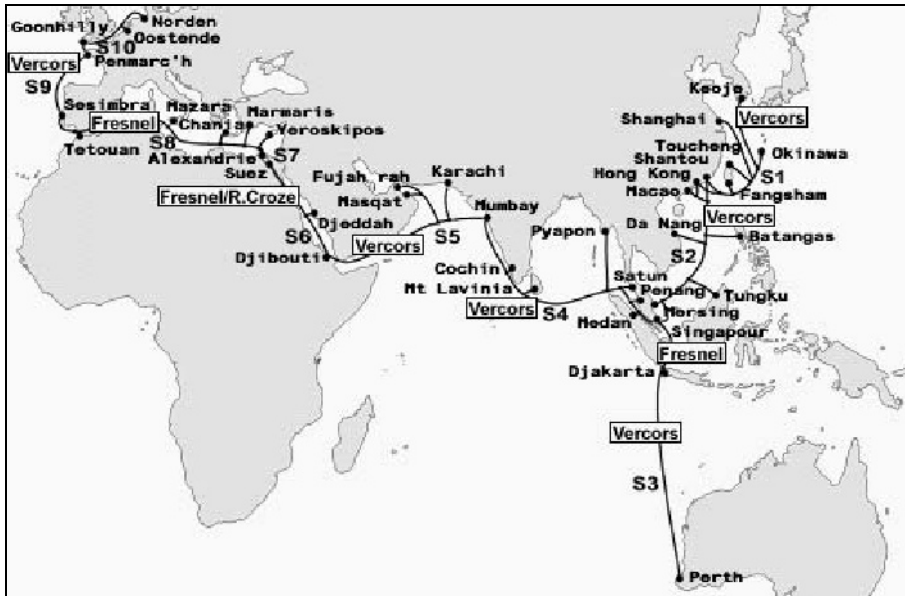 Norden
Goonhilly
Oostende
S10
Vercors
Penmarc'h
S9
Keoje
Sesimbra
Mazara
Marmaris
Vercors
Fresnel
Chania
Yeroskipos
Shanghai
Tetouan
S8
Toucheng
Okinawa
Alexandrie
S7
Shantou
Suez
Fujah rah
Karachi
Hong Kong
S1
Fresnel/R.Croze
Masqat
Macao
Fangsham
Mumbay
Vercors
Djeddah
Da Nang
S6
S5
Pyapon
Batangas
Vercors
S2
Djibouti
Cochin
Satun
Mt Lavinia
Penang
Tungku
Vercors
S4
Mersing
Medan
Singapour
Fresnel
Djakarta
Vercors
S3
Perth